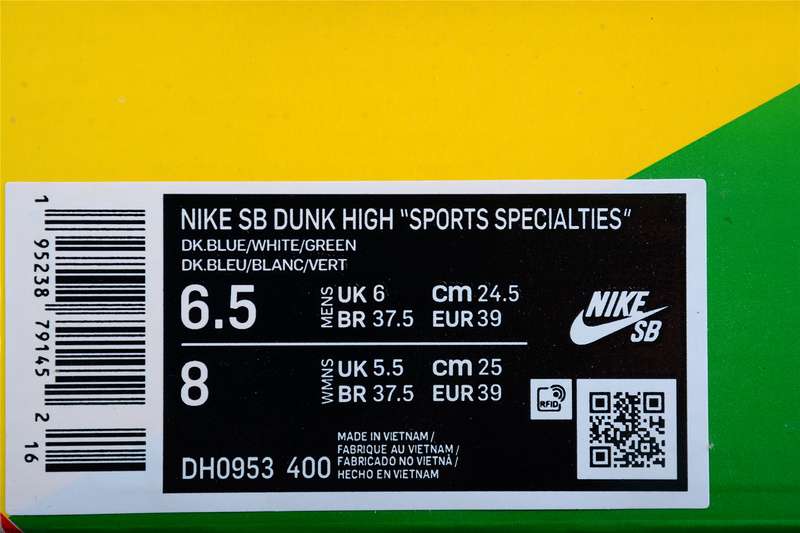 NIKE SB DUNK HIGH "SPORTS SPECIALTIES"
DK.BLUE/WHITE/GREEN
DK.BLEU/BLANC/VERT
6.5 MENS UK 6 cm 24.5
BR 37.5 EUR 39
NIKE
SB
8 WMNS UK 5.5 cm 25
BR 37.5 EUR 39
RFID
DH0953 400
MADE IN VIETNAM /
FABRIQUE AU VIETNAM /
FABRICADO NO VIETNÃ /
HECHO EN VIETNAM
1 95238 79145 2 16